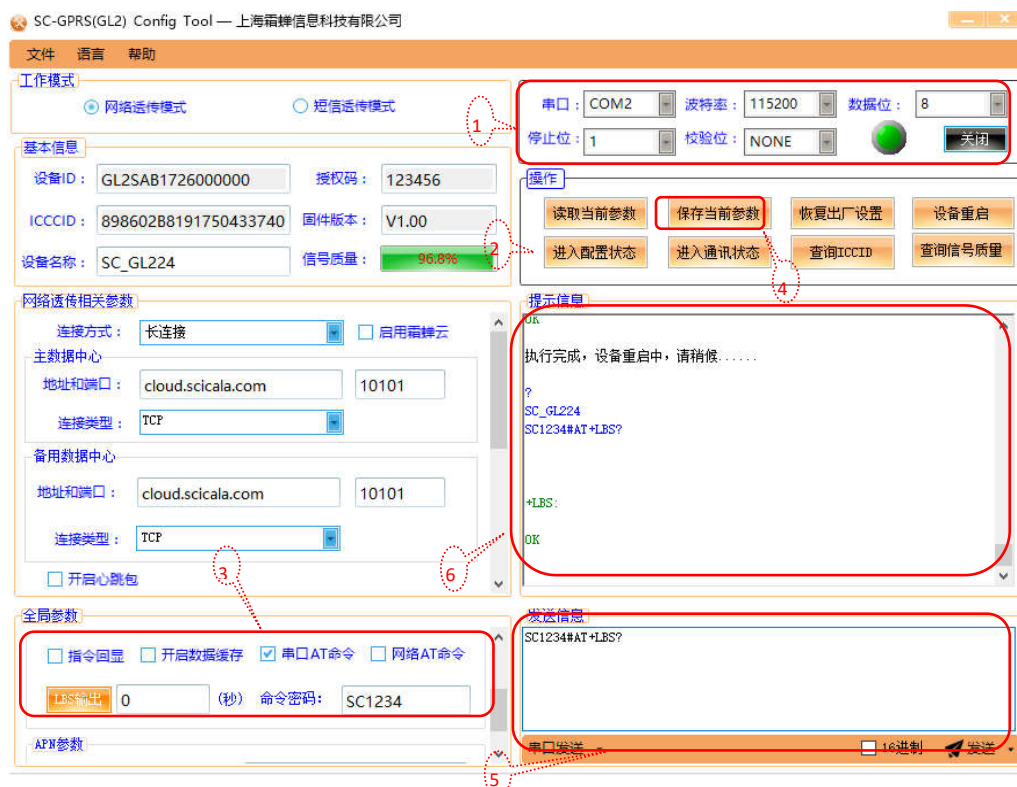 SC-GPRS(GL2) Config Tool — 上海霜蝉信息科技有限公司
文件 语言 帮助
工作模式
网络透传模式 短信透传模式
1
串口: COM2 波特率: 115200 数据位: 8
停止位: 1 校验位: NONE 关闭
基本信息
设备ID: GL2SAB1726000000 授权码: 123456
ICCCID: 898602B8191750433740 固件版本: V1.00
设备名称: SC_GL224 信号质量: 96.8%
操作
读取当前参数 保存当前参数 恢复出厂设置 设备重启
2
进入配置状态 进入通讯状态 查询ICCID 查询信号质量
4
网络透传相关参数
连接方式: 长连接 启用霜蝉云
主数据中心
地址和端口: cloud.scicala.com 10101
连接类型: TCP
备用数据中心
地址和端口: cloud.scicala.com 10101
连接类型: TCP
3
开启心跳包
提示信息
OK
执行完成，设备重启中，请稍候......
?
SC_GL224
SC1234#AT+LBS?
+LBS:
OK
6
全局参数
指令回显 开启数据缓存 串口AT命令 网络AT命令
LBS输出 0 (秒) 命令密码: SC1234
APN参数
发送信息
SC1234#AT+LBS?
串口发送 16进制 发送
5